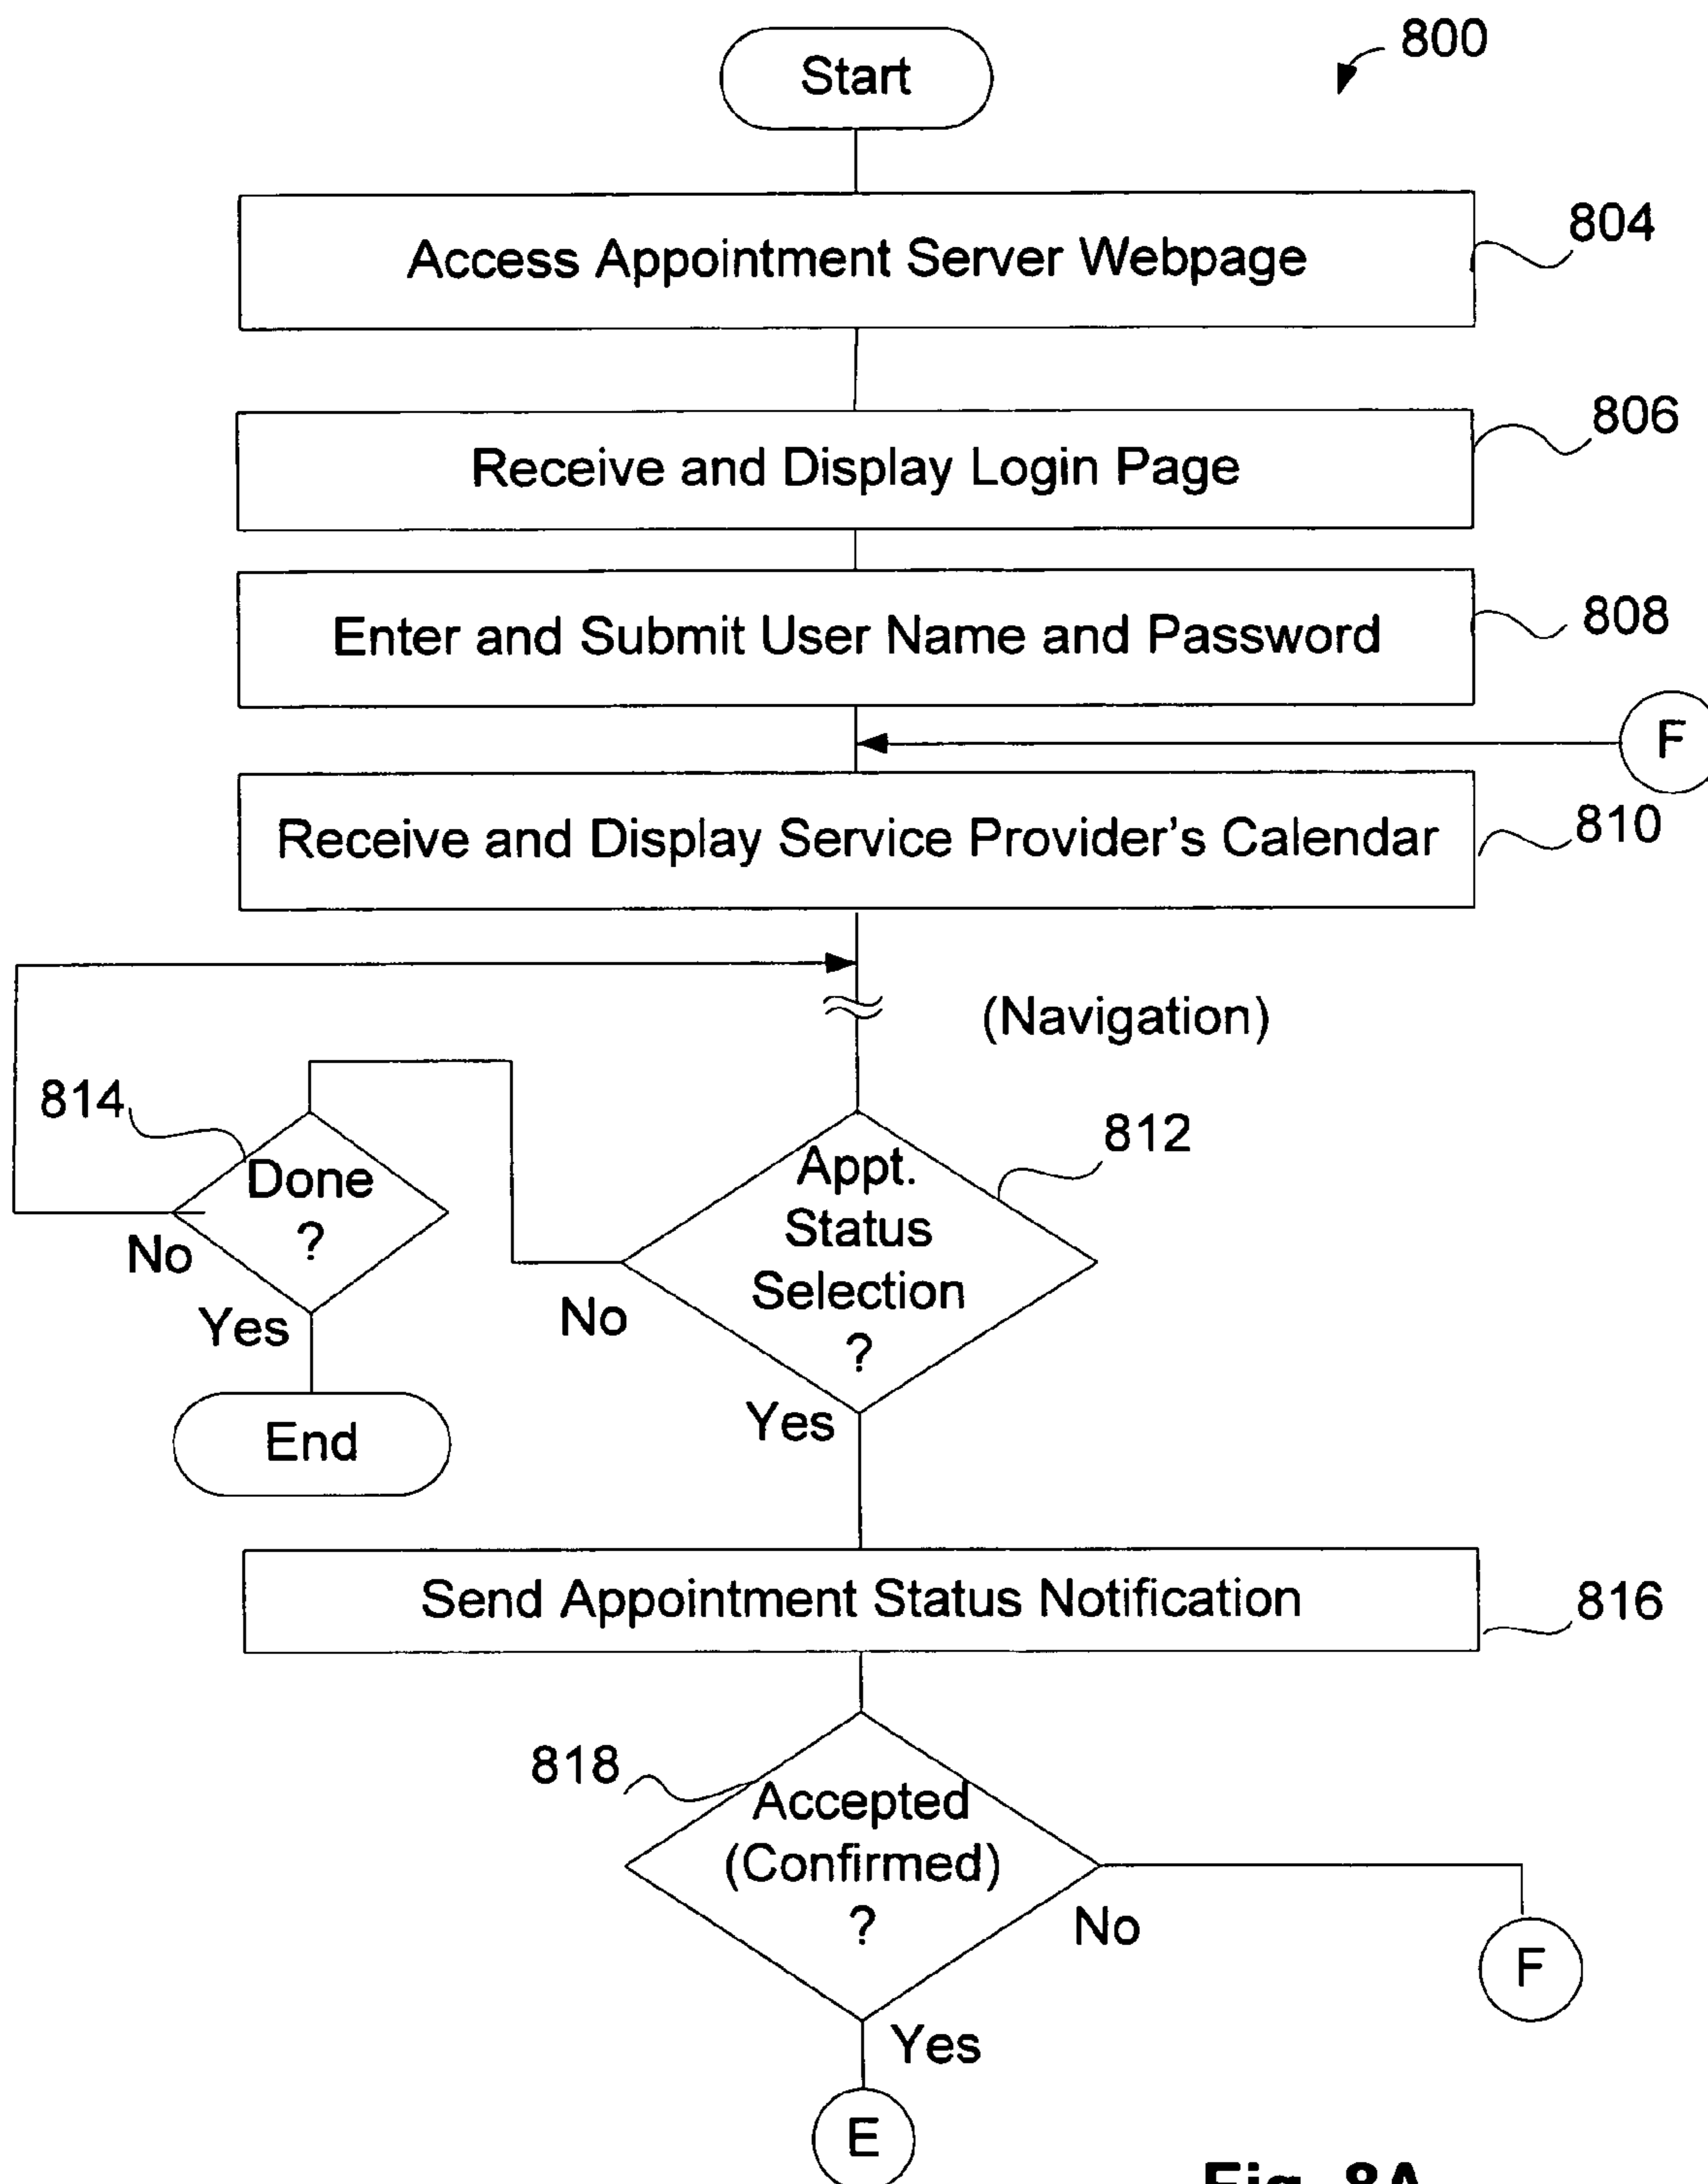 800
Start
Access Appointment Server Webpage
804
Receive and Display Login Page
806
Enter and Submit User Name and Password
808
F
Receive and Display Service Provider's Calendar
810
(Navigation)
814
Done
?
No
Yes
End
812
Appt.
Status
Selection
?
No
Yes
Send Appointment Status Notification
816
818
Accepted
(Confirmed)
?
No
F
Yes
E
Fig. 8A